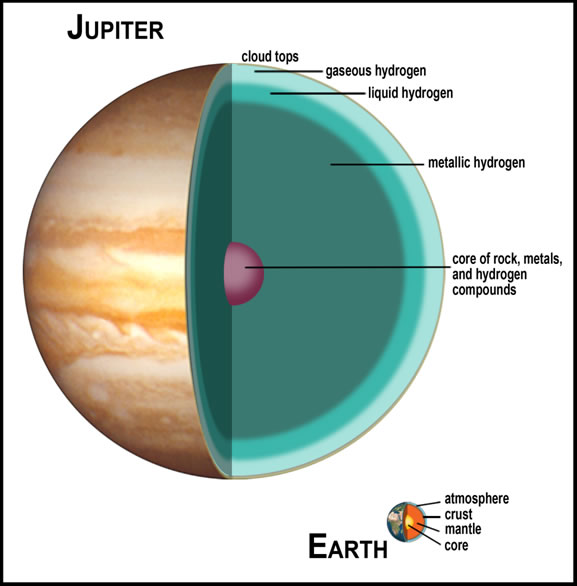 JUPITER
cloud tops
gaseous hydrogen
liquid hydrogen
metallic hydrogen
core of rock, metals,
and hydrogen
compounds
atmosphere
crust
mantle
core
EARTH